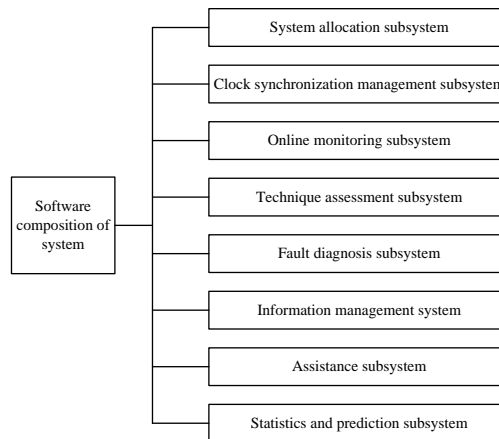 System allocation subsystem
Clock synchronization management subsystem
Online monitoring subsystem
Technique assessment subsystem
Software
composition of
system
Fault diagnosis subsystem
Information management system
Assistance subsystem
Statistics and prediction subsystem